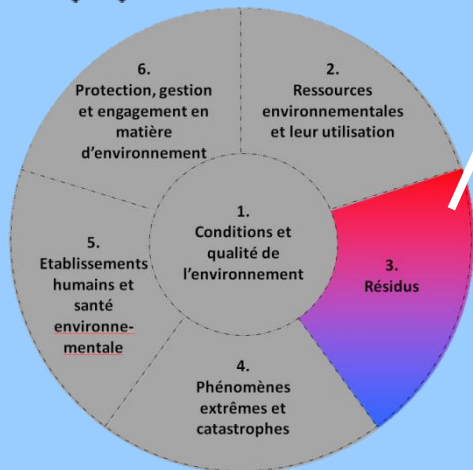 1.
Conditions et
qualité de
l'environnement
2.
Ressources
environnementales
et leur utilisation
3.
Résidus
4.
Phénomènes
extrêmes et
catastrophes
5.
Etablissements
humains et
santé
environne-
mentale
6.
Protection, gestion
et engagement en
matière
d'environnement